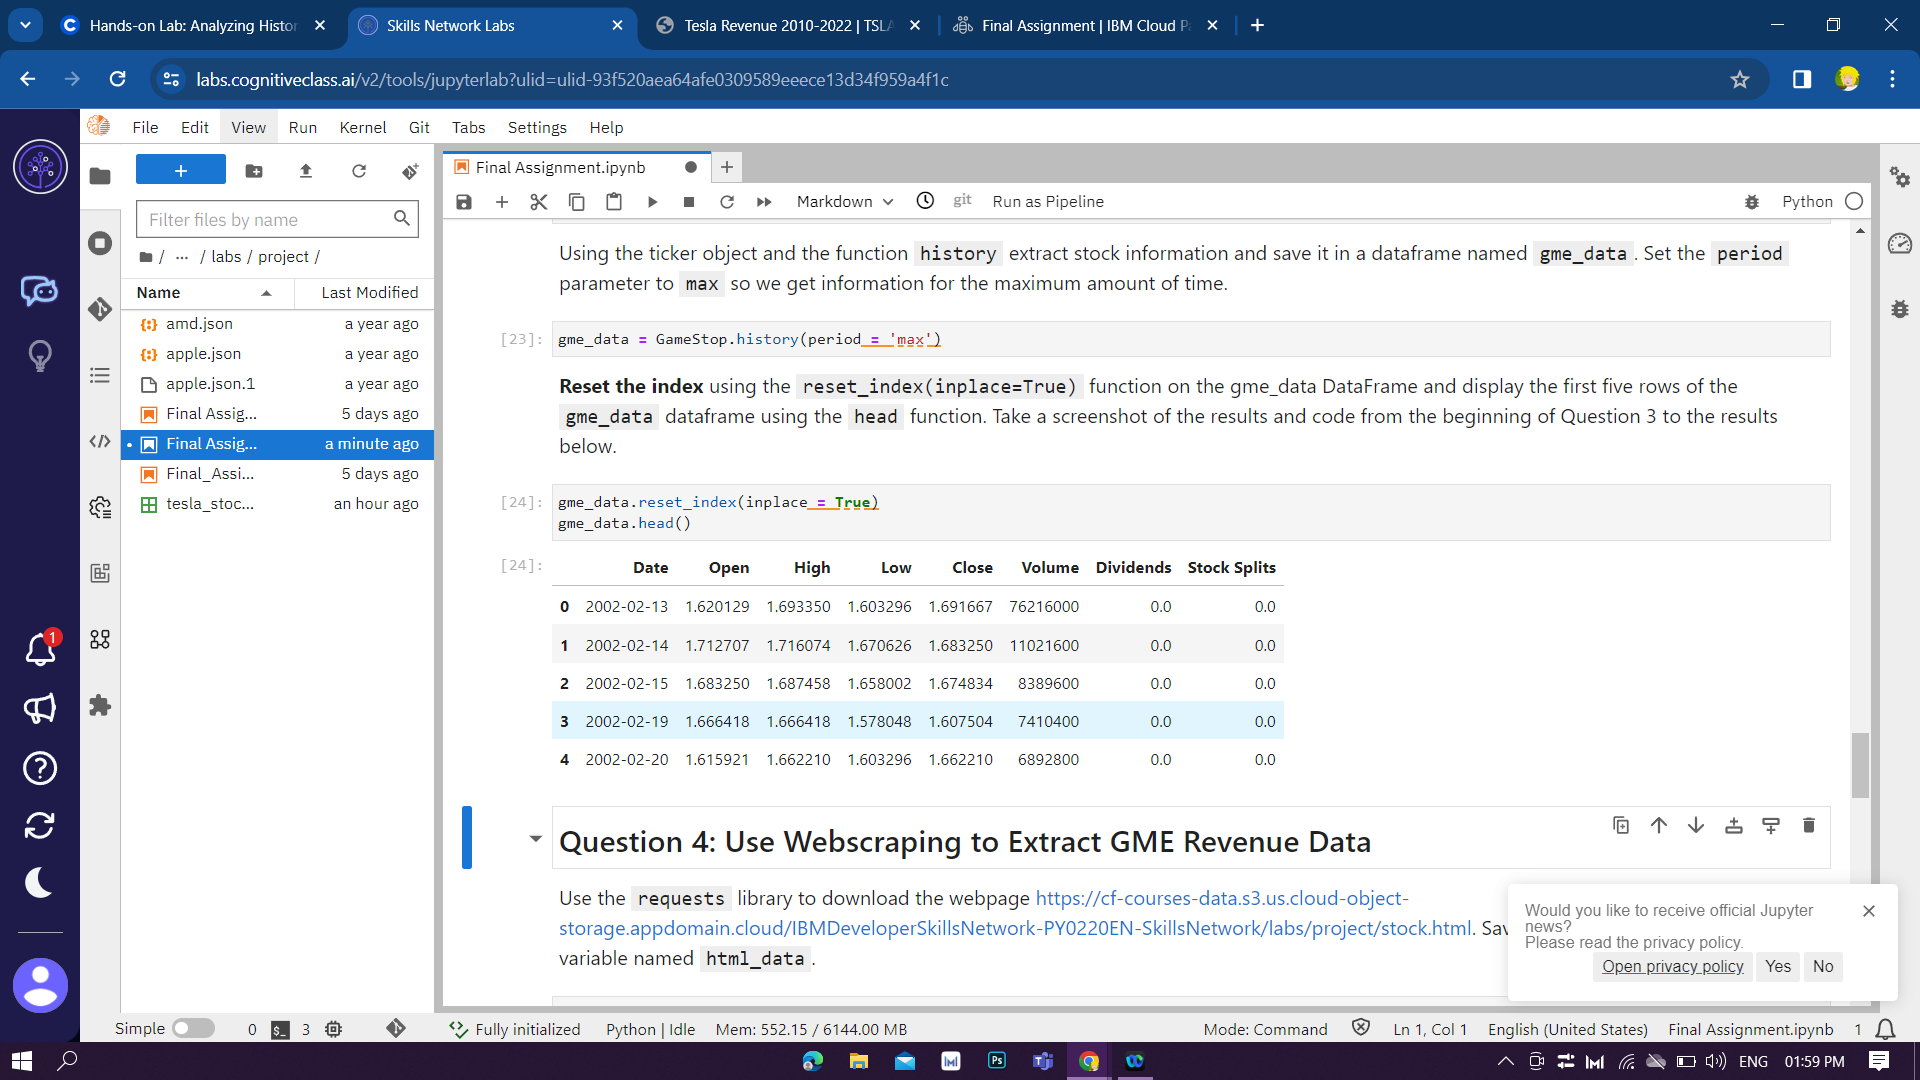 Hands-on Lab: Analyzing Histor
Skills Network Labs
Tesla Revenue 2010-2022 | TSLA
Final Assignment | IBM Cloud Pa
labs.cognitiveclass.ai/v2/tools/jupyterlab?ulid=ulid-93f520aea64afe0309589eeece13d34f959a4f1c
File Edit View Run Kernel Git Tabs Settings Help
Final Assignment.ipynb
Filter files by name
Markdown
git
Run as Pipeline
Python
/ ... / labs / project /
Name Last Modified
amd.json a year ago
apple.json a year ago
apple.json.1 a year ago
Final Assig... 5 days ago
Final Assig... a minute ago
Final_Assi... 5 days ago
tesla_stoc... an hour ago
Using the ticker object and the function history extract stock information and save it in a dataframe named gme_data . Set the period
parameter to max so we get information for the maximum amount of time.
[23]: gme_data = GameStop.history(period = 'max')
Reset the index using the reset_index(inplace=True) function on the gme_data DataFrame and display the first five rows of the
gme_data dataframe using the head function. Take a screenshot of the results and code from the beginning of Question 3 to the results
below.
[24]: gme_data.reset_index(inplace = True)
gme_data.head()
[24]: Date Open High Low Close Volume Dividends Stock Splits
0 2002-02-13 1.620129 1.693350 1.603296 1.691667 76216000 0.0 0.0
1 2002-02-14 1.712707 1.716074 1.670626 1.683250 11021600 0.0 0.0
2 2002-02-15 1.683250 1.687458 1.658002 1.674834 8389600 0.0 0.0
3 2002-02-19 1.666418 1.666418 1.578048 1.607504 7410400 0.0 0.0
4 2002-02-20 1.615921 1.662210 1.603296 1.662210 6892800 0.0 0.0
Question 4: Use Webscraping to Extract GME Revenue Data
Use the requests library to download the webpage https://cf-courses-data.s3.us.cloud-object-
storage.appdomain.cloud/IBMDeveloperSkillsNetwork-PY0220EN-SkillsNetwork/labs/project/stock.html. Sav
variable named html_data .
Would you like to receive official Jupyter
news?
Please read the privacy policy.
Open privacy policy Yes No
1
Simple 0 $_ 3 Fully initialized Python | Idle Mem: 552.15 / 6144.00 MB Mode: Command Ln 1, Col 1 English (United States) Final Assignment.ipynb 1
Ps
ENG 01:59 PM